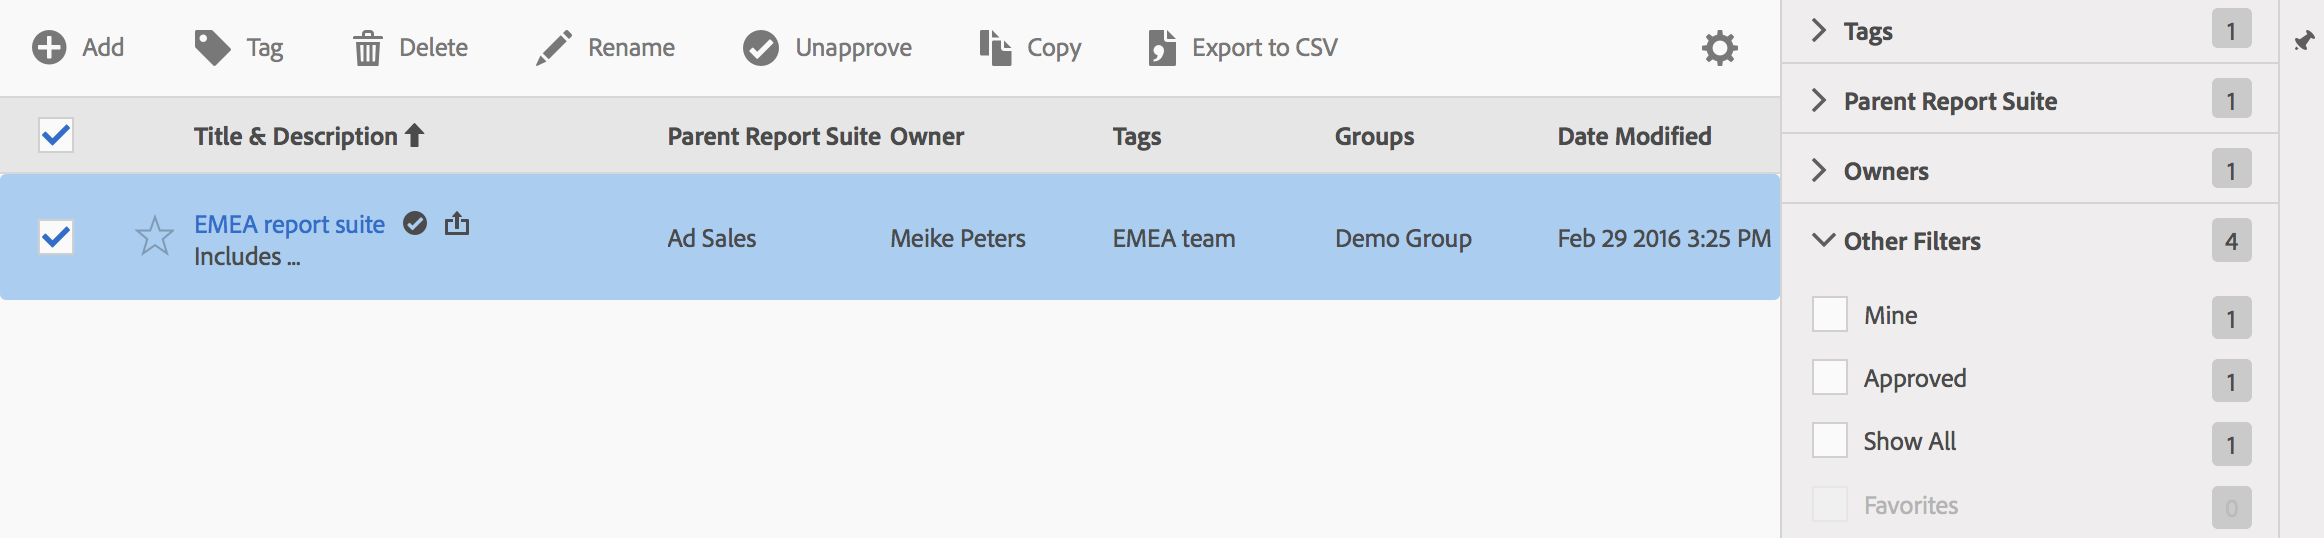 Add Tag Delete Rename Unapprove Copy Export to CSV
Title & Description Parent Report Suite Owner Tags Groups Date Modified
EMEA report suite
Includes ...
Ad Sales Meike Peters EMEA team Demo Group Feb 29 2016 3:25 PM
Tags 1
Parent Report Suite 1
Owners 1
Other Filters 4
Mine 1
Approved 1
Show All 1
Favorites 0